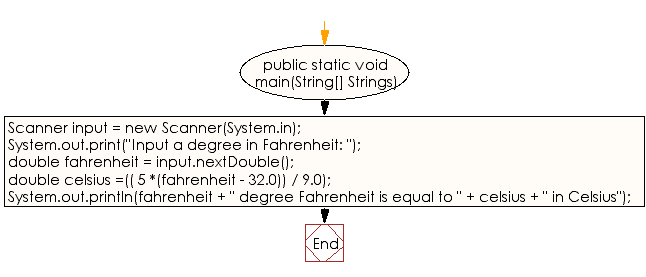 public static void
main(String[] Strings)
Scanner input = new Scanner(System.in);
System.out.print("Input a degree in Fahrenheit: ");
double fahrenheit = input.nextDouble();
double celsius =(( 5 *(fahrenheit - 32.0)) / 9.0);
System.out.println(fahrenheit + " degree Fahrenheit is equal to " + celsius + " in Celsius");
End